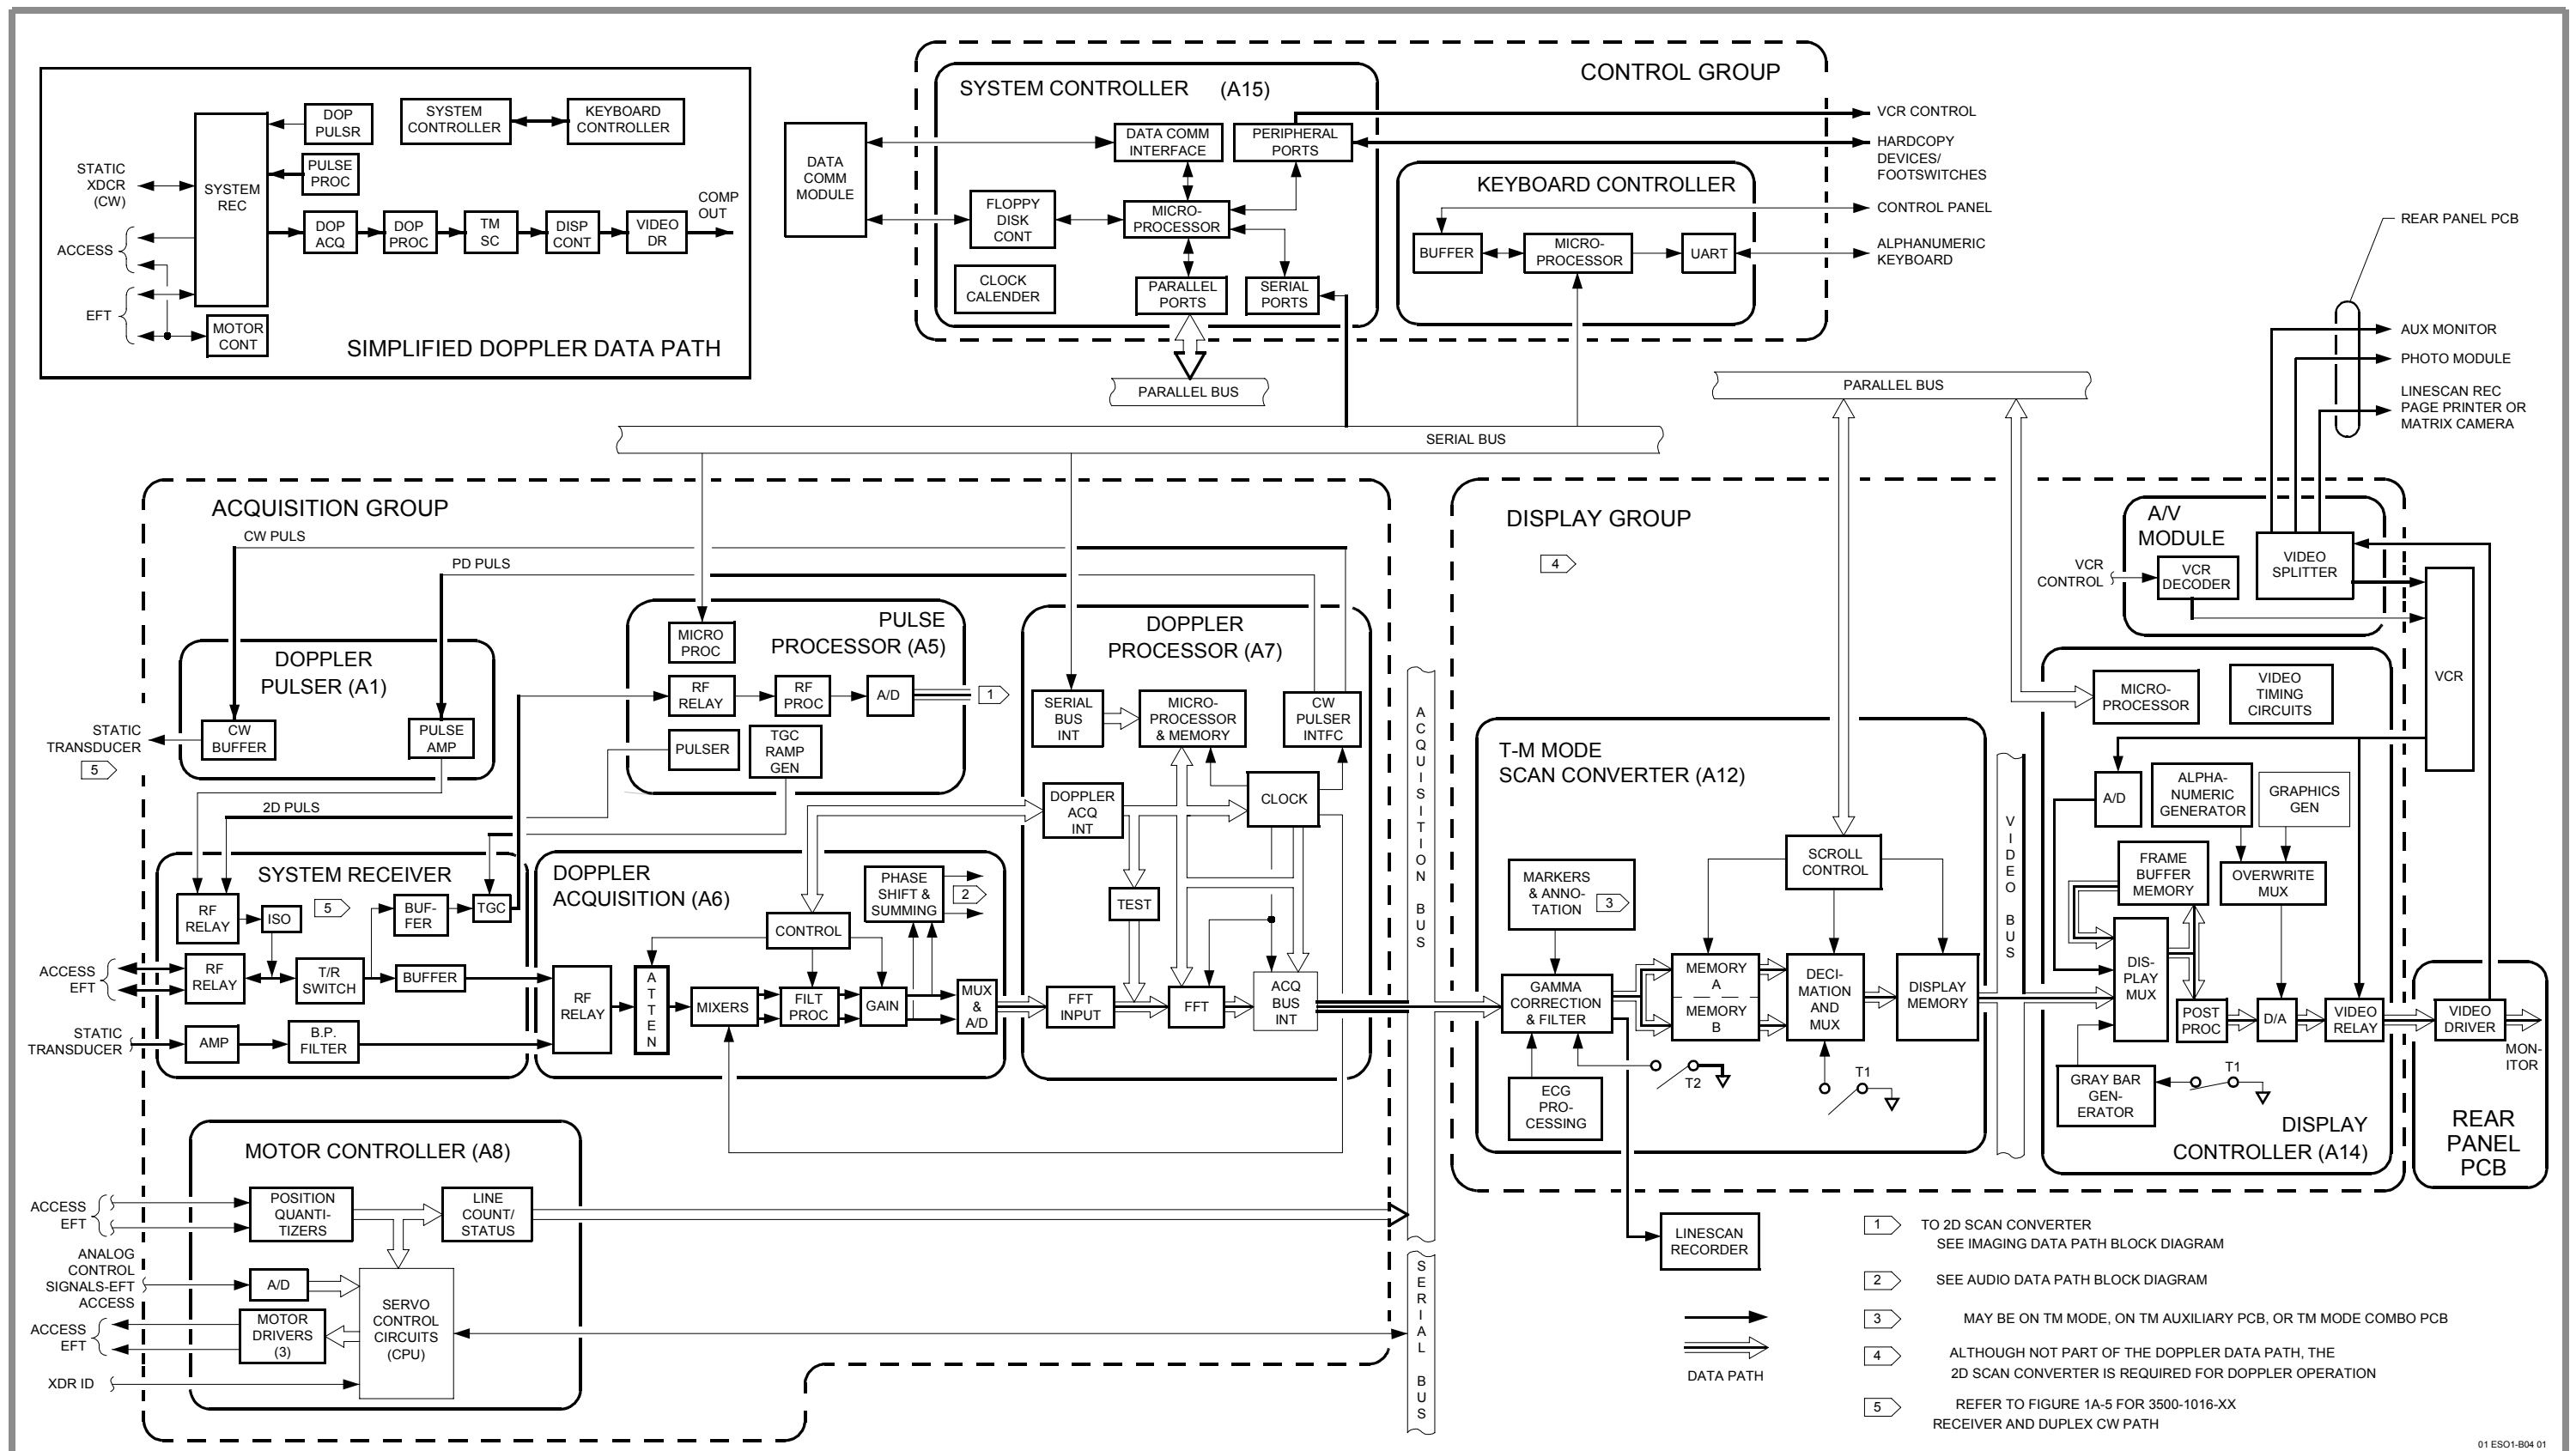 STATIC
XDCR
(CW)
ACCESS
EFT
SYSTEM
REC
DOP
PULSR
PULSE
PROC
SYSTEM
CONTROLLER
KEYBOARD
CONTROLLER
DOP
ACQ
DOP
PROC
TM
SC
DISP
CONT
VIDEO
DR
COMP
OUT
MOTOR
CONT
SIMPLIFIED DOPPLER DATA PATH
CONTROL GROUP
SYSTEM CONTROLLER (A15)
DATA
COMM
MODULE
DATA COMM
INTERFACE
PERIPHERAL
PORTS
FLOPPY
DISK
CONT
MICRO-
PROCESSOR
CLOCK
CALENDER
PARALLEL
PORTS
SERIAL
PORTS
KEYBOARD CONTROLLER
BUFFER
MICRO-
PROCESSOR
UART
VCR CONTROL
HARDCOPY
DEVICES/
FOOTSWITCHES
CONTROL PANEL
ALPHANUMERIC
KEYBOARD
PARALLEL BUS
SERIAL BUS
PARALLEL BUS
REAR PANEL PCB
AUX MONITOR
PHOTO MODULE
LINESCAN REC
PAGE PRINTER OR
MATRIX CAMERA
ACQUISITION GROUP
CW PULS
PD PULS
DOPPLER
PULSER (A1)
CW
BUFFER
PULSE
AMP
STATIC
TRANSDUCER
5
2D PULS
PULSE
PROCESSOR (A5)
MICRO
PROC
RF
RELAY
RF
PROC
A/D
1
PULSER
TGC
RAMP
GEN
DOPPLER
PROCESSOR (A7)
SERIAL
BUS
INT
MICRO-
PROCESSOR
& MEMORY
CW
PULSER
INTFC
DOPPLER
ACQ
INT
CLOCK
TEST
FFT
INPUT
FFT
ACQ
BUS
INT
SYSTEM RECEIVER
RF
RELAY
ISO
5
BUF-
FER
TGC
RF
RELAY
T/R
SWITCH
BUFFER
AMP
B.P.
FILTER
ACCESS
EFT
STATIC
TRANSDUCER
DOPPLER
ACQUISITION (A6)
PHASE
SHIFT &
SUMMING
2
CONTROL
RF
RELAY
A
T
T
E
N
MIXERS
FILT
PROC
GAIN
MUX
&
A/D
MOTOR CONTROLLER (A8)
ACCESS
EFT
POSITION
QUANTI-
TIZERS
LINE
COUNT/
STATUS
ANALOG
CONTROL
SIGNALS-EFT
ACCESS
A/D
SERVO
CONTROL
CIRCUITS
(CPU)
MOTOR
DRIVERS
(3)
ACCESS
EFT
XDR ID
A
C
Q
U
I
S
I
T
I
O
N
B
U
S
S
E
R
I
A
L
B
U
S
DISPLAY GROUP
4
T-M MODE
SCAN CONVERTER (A12)
SCROLL
CONTROL
MARKERS
& ANNO-
TATION
3
GAMMA
CORRECTION
& FILTER
MEMORY
A
MEMORY
B
DECI-
MATION
AND
MUX
DISPLAY
MEMORY
ECG
PRO-
CESSING
T2
T1
LINESCAN
RECORDER
V
I
D
E
O
B
U
S
A/V
MODULE
VCR
CONTROL
VCR
DECODER
VIDEO
SPLITTER
VCR
MICRO-
PROCESSOR
VIDEO
TIMING
CIRCUITS
A/D
ALPHA-
NUMERIC
GENERATOR
GRAPHICS
GEN
FRAME
BUFFER
MEMORY
OVERWRITE
MUX
DIS-
PLAY
MUX
POST
PROC
D/A
VIDEO
RELAY
GRAY BAR
GEN-
ERATOR
T1
DISPLAY
CONTROLLER (A14)
VIDEO
DRIVER
MON-
ITOR
REAR
PANEL
PCB
DATA PATH
1 TO 2D SCAN CONVERTER
SEE IMAGING DATA PATH BLOCK DIAGRAM
2 SEE AUDIO DATA PATH BLOCK DIAGRAM
3 MAY BE ON TM MODE, ON TM AUXILIARY PCB, OR TM MODE COMBO PCB
4 ALTHOUGH NOT PART OF THE DOPPLER DATA PATH, THE
2D SCAN CONVERTER IS REQUIRED FOR DOPPLER OPERATION
5 REFER TO FIGURE 1A-5 FOR 3500-1016-XX
RECEIVER AND DUPLEX CW PATH
01 ESO1-B04 01